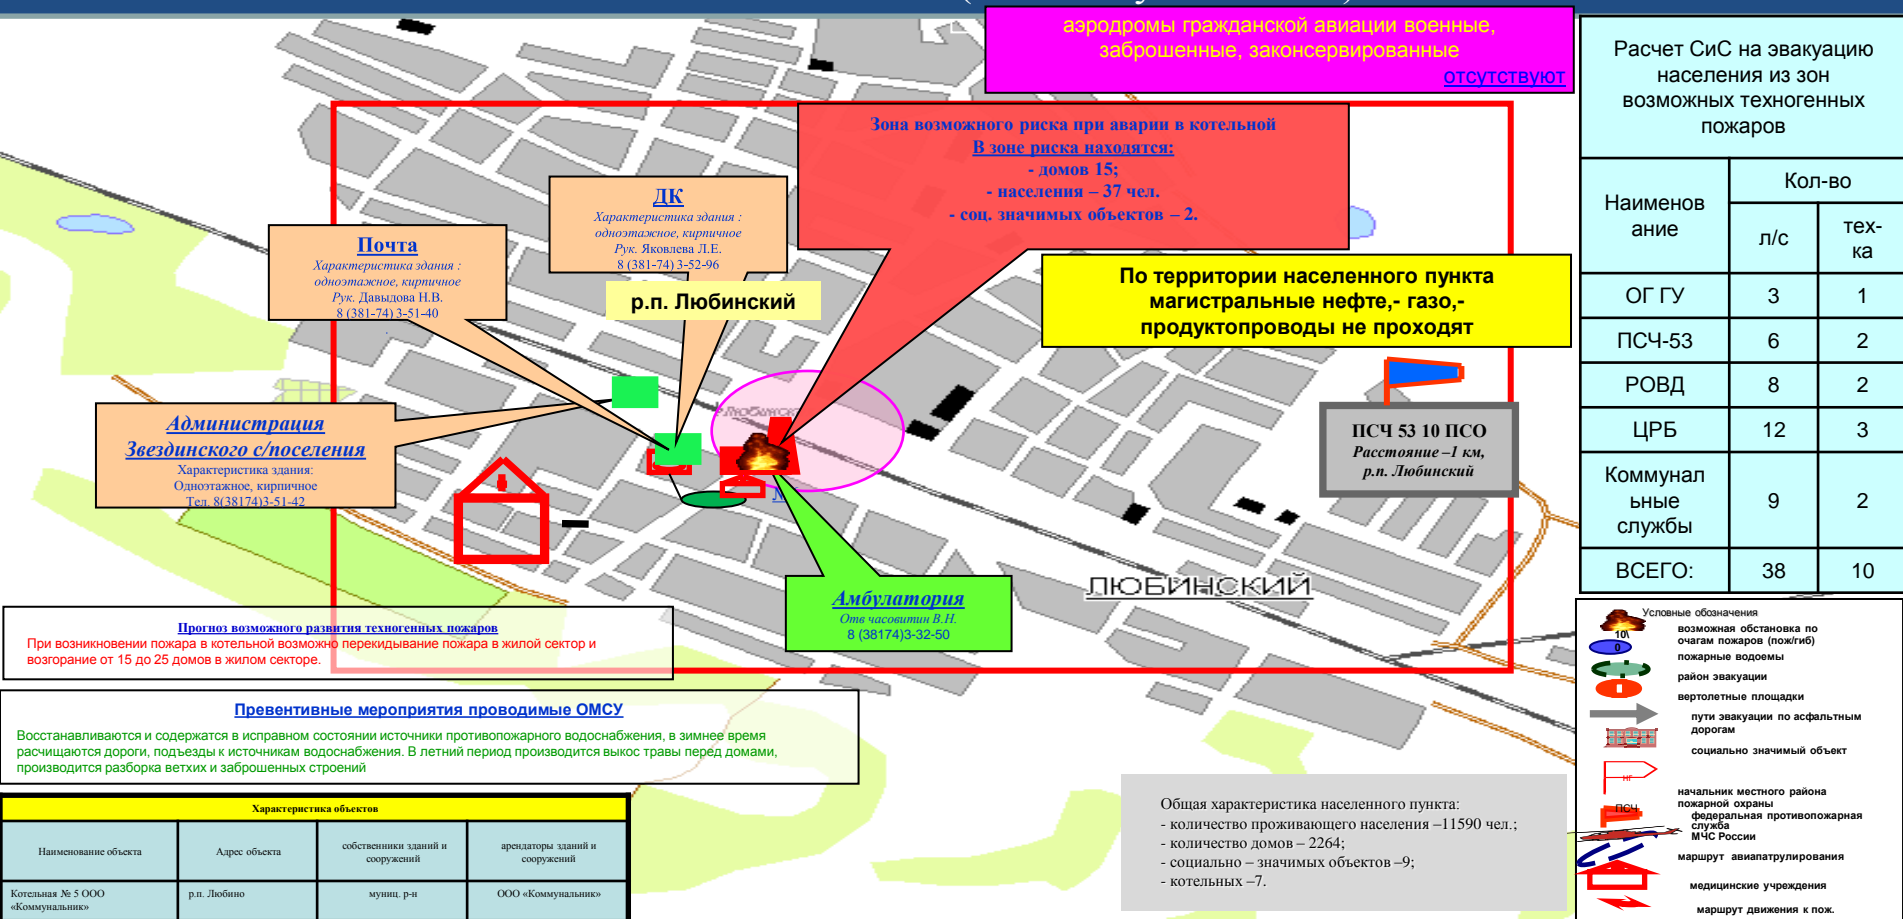 аэродромы гражданской авиации военные,
заброшенные, законсервированные
отсутствуют
Расчет СиС на эвакуацию
населения из зон
возможных техногенных
пожаров
Наименов
ание
Кол-во
л/с
тех-
ка
ОГ ГУ 3 1
ПСЧ-53 6 2
РОВД 8 2
ЦРБ 12 3
Коммунал
ьные
службы
9 2
ВСЕГО: 38 10
Зона возможного риска при аварии в котельной
В зоне риска находятся:
- домов 15;
- населения – 37 чел.
- соц. значимых объектов – 2.
ДК
Характеристика здания :
одноэтажное, кирпичное
Рук. Яковлева Л.Е.
8 (381-74) 3-52-96
Почта
Характеристика здания :
одноэтажное, кирпичное
Рук. Давыдова Н.В.
8 (381-74) 3-51-40
р.п. Любинский
По территории населенного пункта
магистральные нефте,- газо,-
продуктопроводы не проходят
Администрация
Звездинского с/поселения
Характеристика здания:
Одноэтажное, кирпичное
Тел. 8(38174)3-51-42
ПСЧ 53 10 ПСО
Расстояние –1 км,
р.п. Любинский
ЛЮБИНСКИЙ
Амбулатория
Отв часовитин В.Н.
8 (38174)3-32-50
Прогноз возможного развития техногенных пожаров
При возникновении пожара в котельной возможно перекидывание пожара в жилой сектор и
возгорание от 15 до 25 домов в жилом секторе.
Превентивные мероприятия проводимые ОМСУ
Восстанавливаются и содержатся в исправном состоянии источники противопожарного водоснабжения, в зимнее время
расчищаются дороги, подъезды к источникам водоснабжения. В летний период производится выкос травы перед домами,
производится разборка ветхих и заброшенных строений
Характеристика объектов
Наименование объекта
Адрес объекта
собственники зданий и
сооружений
арендаторы зданий и
сооружений
Котельная № 5 ООО
«Коммунальник»
р.п. Любино
муниц. р-н
ООО «Коммунальник»
Общая характеристика населенного пункта:
- количество проживающего населения –11590 чел.;
- количество домов – 2264;
- социально – значимых объектов –9;
- котельных –7.
Условные обозначения
10\
0
возможная обстановка по
очагам пожаров (пож/гиб)
пожарные водоемы
район эвакуации
вертолетные площадки
пути эвакуации по асфальтным
дорогам
социально значимый объект
НГ
начальник местного района
пожарной охраны
ПСЧ
федеральная противопожарная
служба
МЧС России
маршрут авиапатрулирования
медицинские учреждения
маршрут движения к пож.